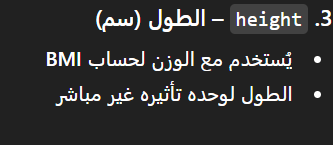 3. height – الطول (سم)
يُستخدم مع الوزن لحساب BMI
الطول لوحده تأثيره غير مباشر